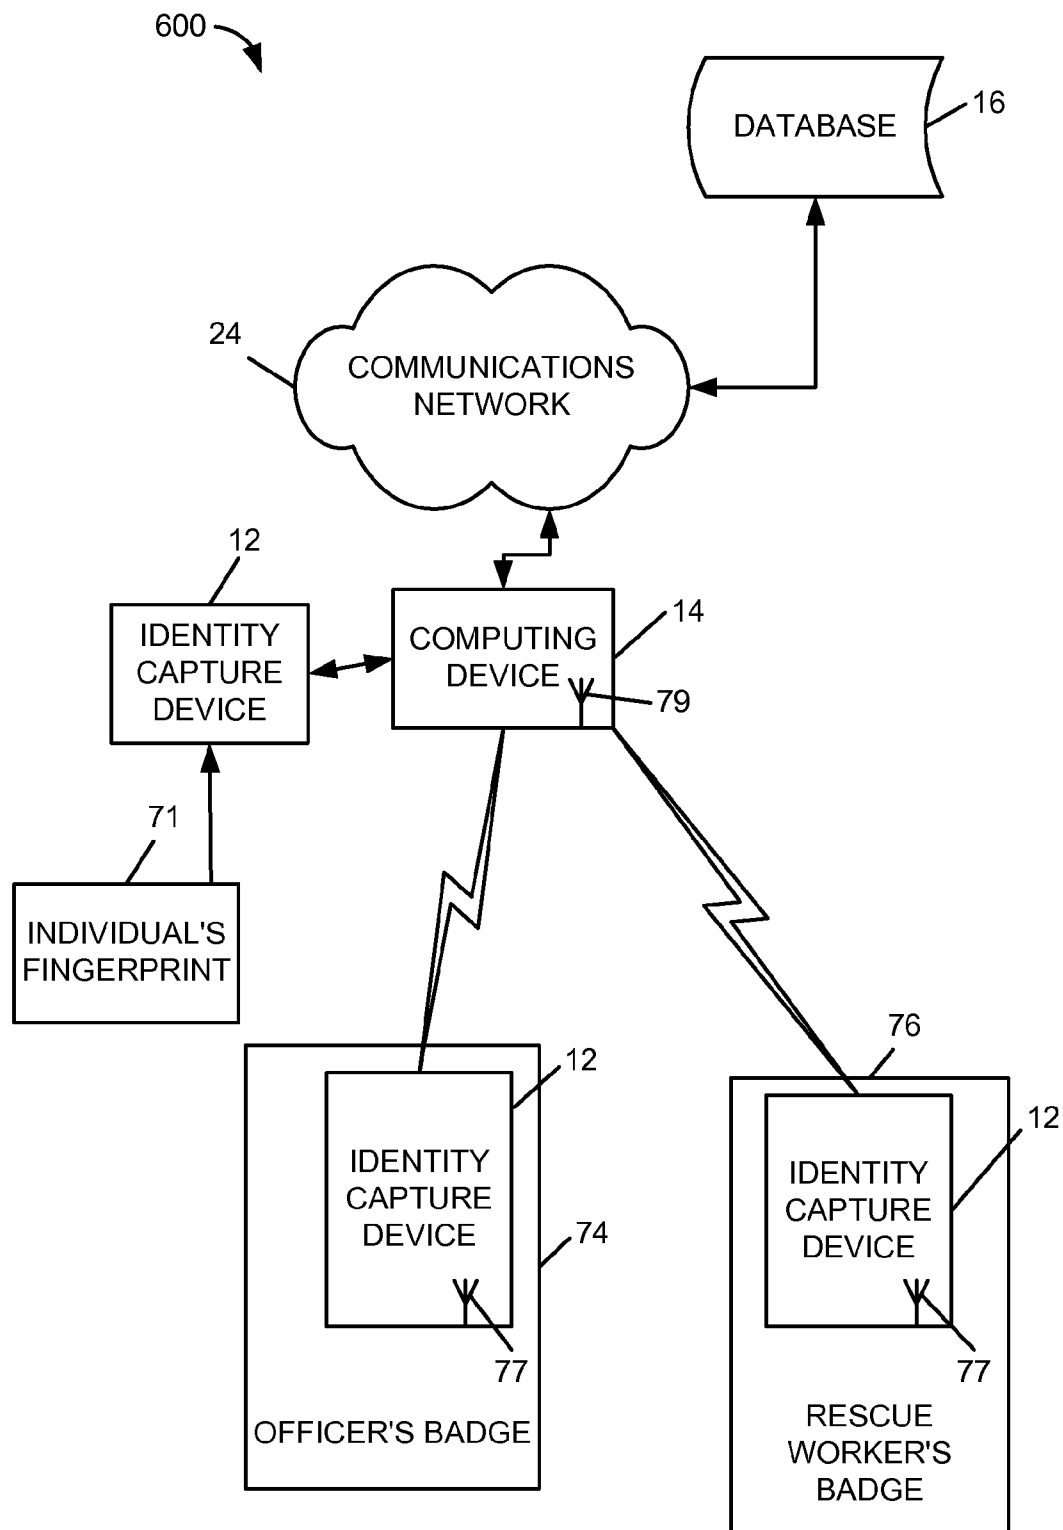 600
DATABASE
16
24
COMMUNICATIONS
NETWORK
12
IDENTITY
CAPTURE
DEVICE
COMPUTING
DEVICE
14
79
71
INDIVIDUAL'S
FINGERPRINT
12
IDENTITY
CAPTURE
DEVICE
74
77
OFFICER'S BADGE
76
12
IDENTITY
CAPTURE
DEVICE
77
RESCUE
WORKER'S
BADGE